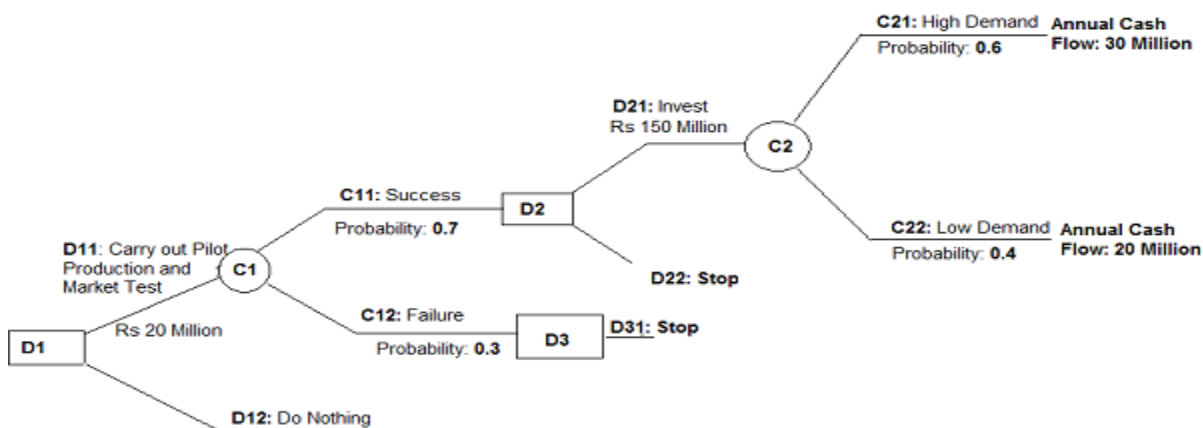 C21: High Demand
Probability: 0.6
Annual Cash
Flow: 30 Million
D21: Invest
Rs 150 Million
C2
C11: Success
Probability: 0.7
D2
C22: Low Demand
Probability: 0.4
Annual Cash
Flow: 20 Million
D11: Carry out Pilot
Production and
Market Test
C1
D22: Stop
Rs 20 Million
C12: Failure
Probability: 0.3
D3
D31: Stop
D1
D12: Do Nothing